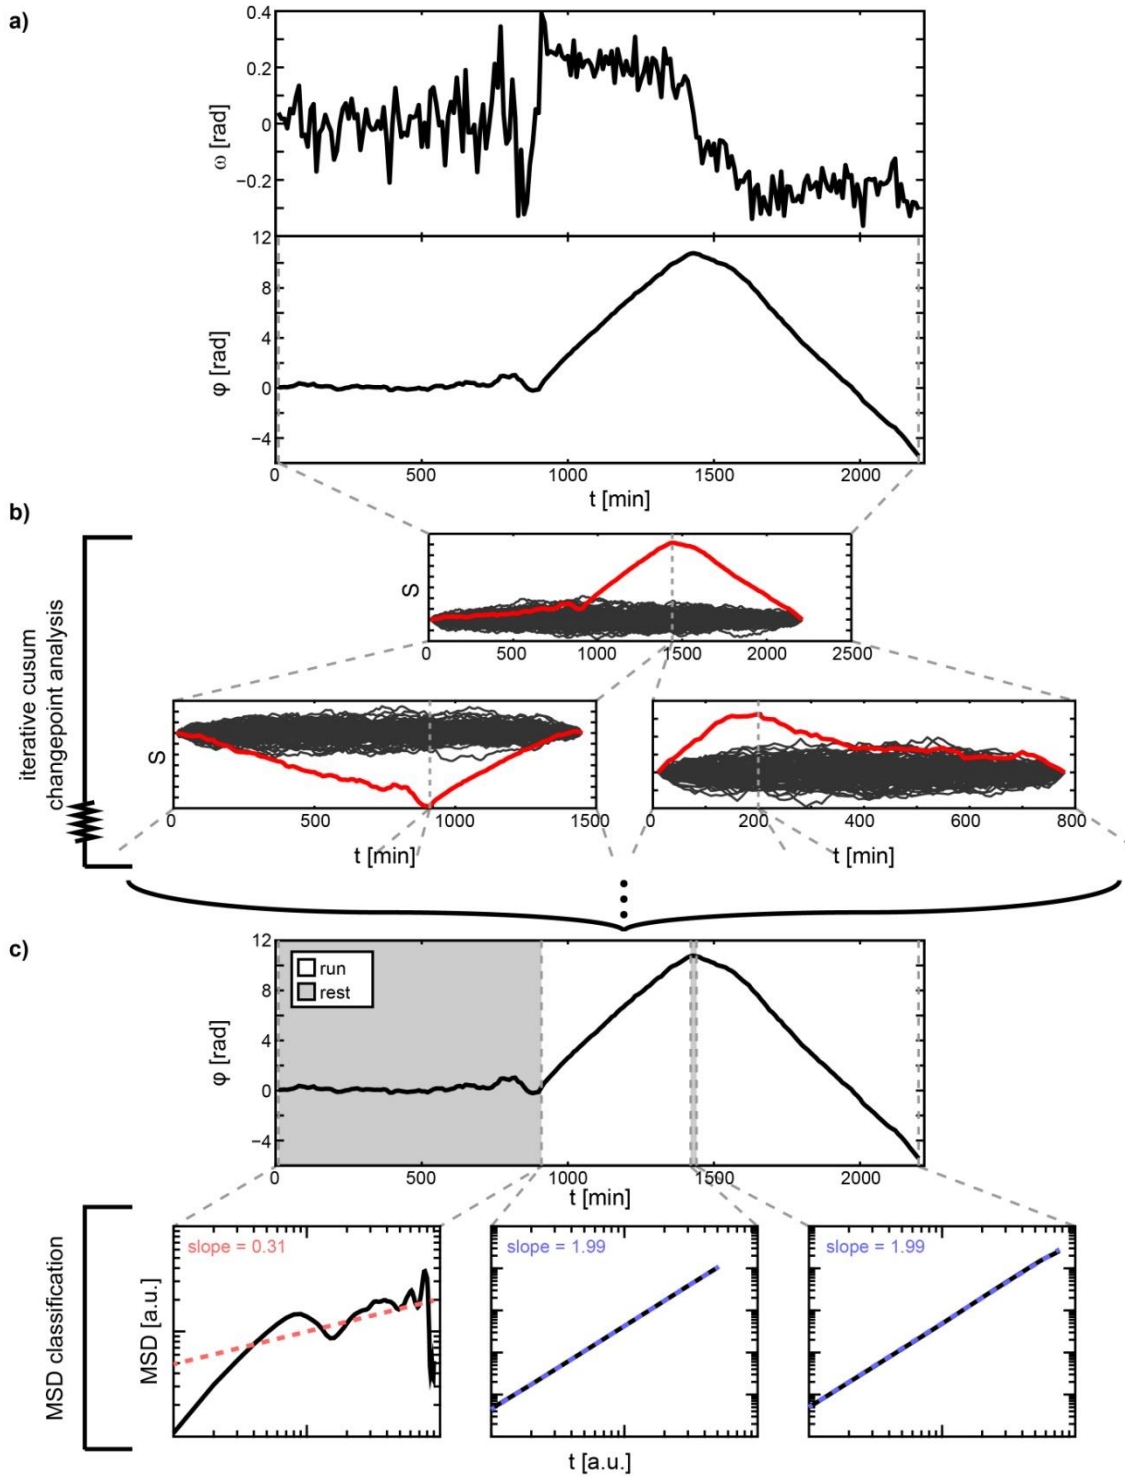 a)
0.4
0.2
0
−0.2
ω [rad]
12
8
4
0
−4
φ [rad]
0 500 1000 1500 2000
t [min]
b)
iterative cusum
changepoint analysis
S
0 500 1000 1500 2000 2500
S
0 500 1000 1500
t [min]
0 200 400 600 800
t [min]
c)
12
8
4
0
−4
φ [rad]
run
rest
0 500 1000 1500 2000
t [min]
MSD classification
MSD [a.u.]
slope = 0.31
slope = 1.99
slope = 1.99
t [a.u.]